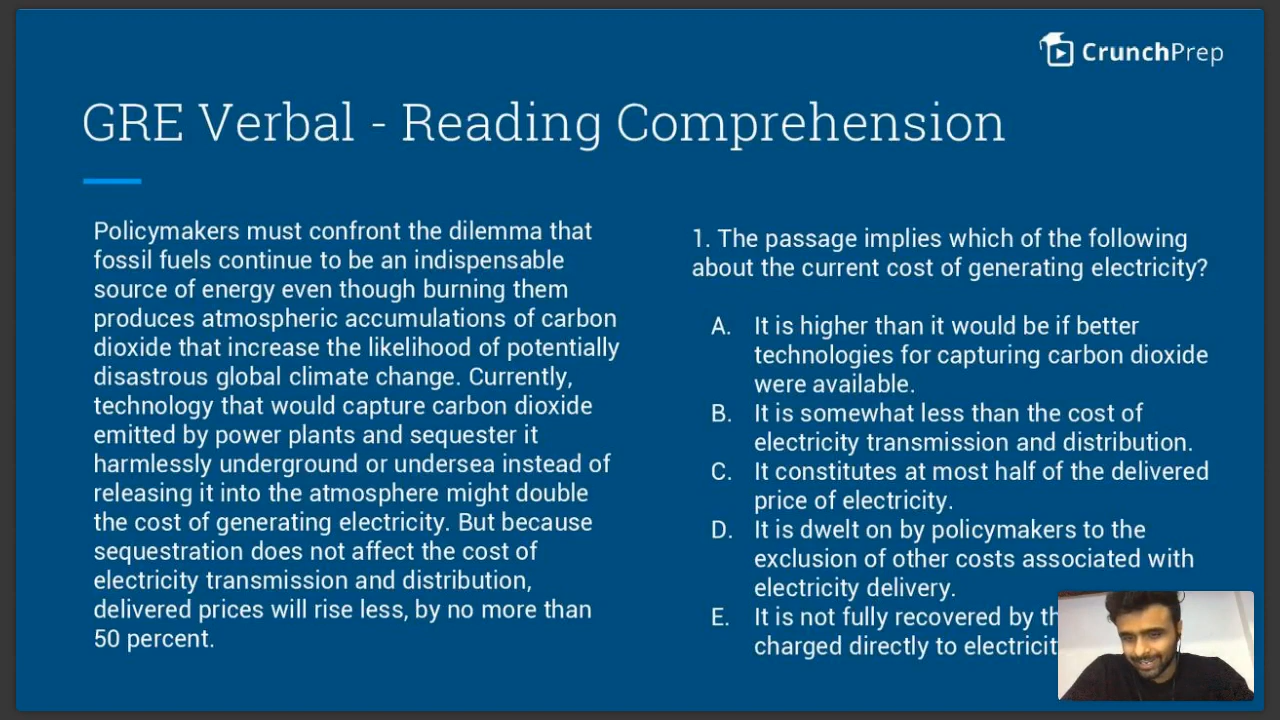 CrunchPrep
GRE Verbal - Reading Comprehension
Policymakers must confront the dilemma that
fossil fuels continue to be an indispensable
source of energy even though burning them
produces atmospheric accumulations of carbon
dioxide that increase the likelihood of potentially
disastrous global climate change. Currently,
technology that would capture carbon dioxide
emitted by power plants and sequester it
harmlessly underground or undersea instead of
releasing it into the atmosphere might double
the cost of generating electricity. But because
sequestration does not affect the cost of
electricity transmission and distribution,
delivered prices will rise less, by no more than
50 percent.
1. The passage implies which of the following
about the current cost of generating electricity?
A. It is higher than it would be if better
technologies for capturing carbon dioxide
were available.
B. It is somewhat less than the cost of
electricity transmission and distribution.
C. It constitutes at most half of the delivered
price of electricity.
D. It is dwelt on by policymakers to the
exclusion of other costs associated with
electricity delivery.
E. It is not fully recovered by
charged directly to